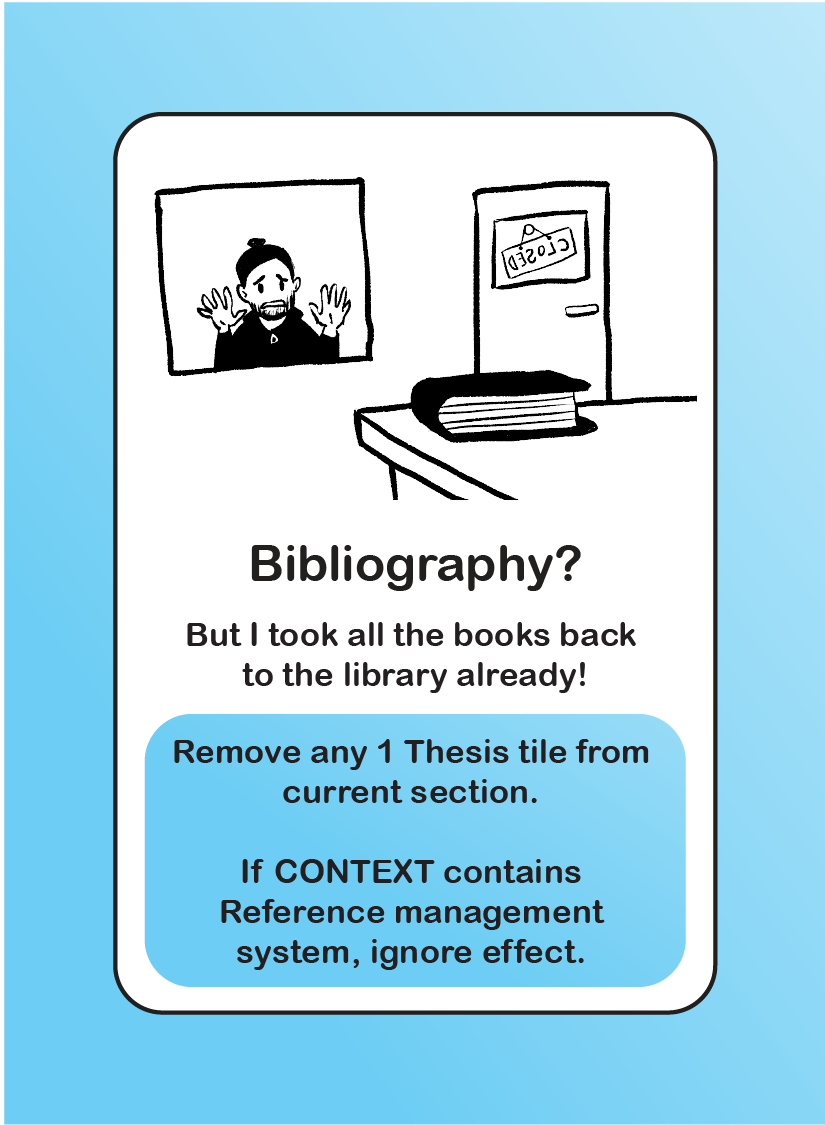 CLOSED
Bibliography?
But I took all the books back
to the library already!
Remove any 1 Thesis tile from
current section.
If CONTEXT contains
Reference management
system, ignore effect.